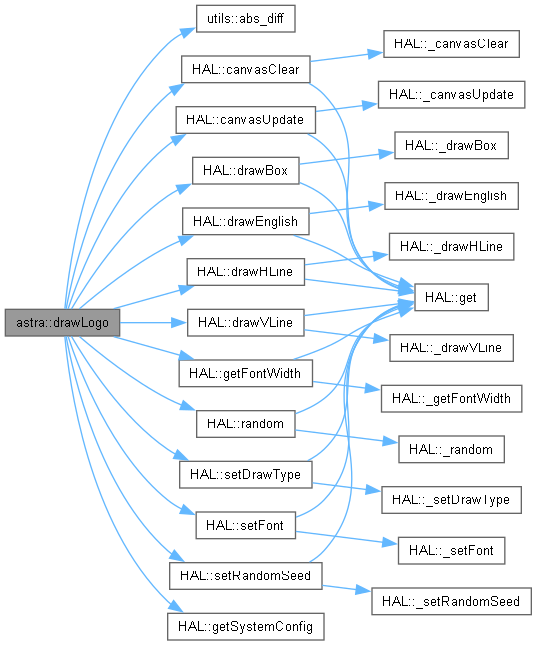 utils::abs_diff
HAL::_canvasClear
HAL::canvasClear
HAL::_canvasUpdate
HAL::canvasUpdate
HAL::_drawBox
HAL::drawBox
HAL::_drawEnglish
HAL::drawEnglish
HAL::_drawHLine
HAL::drawHLine
HAL::get
astra::drawLogo
HAL::drawVLine
HAL::_drawVLine
HAL::getFontWidth
HAL::_getFontWidth
HAL::random
HAL::_random
HAL::setDrawType
HAL::_setDrawType
HAL::setFont
HAL::_setFont
HAL::setRandomSeed
HAL::_setRandomSeed
HAL::getSystemConfig